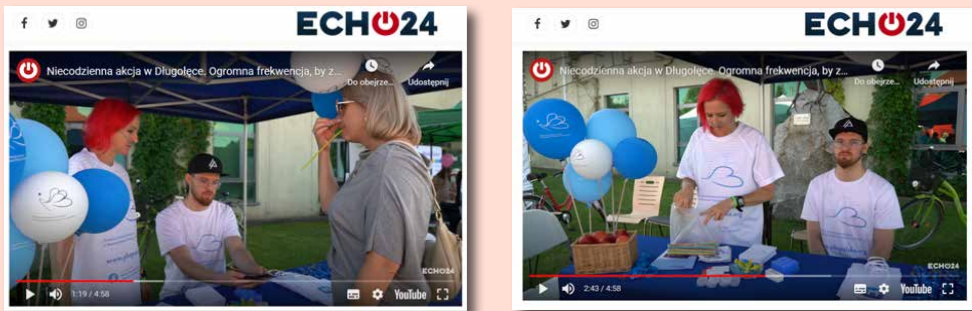 ECHO24
Niecodzienna akcja w Długołęce. Ogromna frekwencja, by z...
Do obejrze...
Udostępnij
ECHO24
1:19 / 4:58
YouTube
ECHO24
Niecodzienna akcja w Długołęce. Ogromna frekwencja, by z...
Do obejrze...
Udostępnij
ECHO24
2:43 / 4:58
YouTube